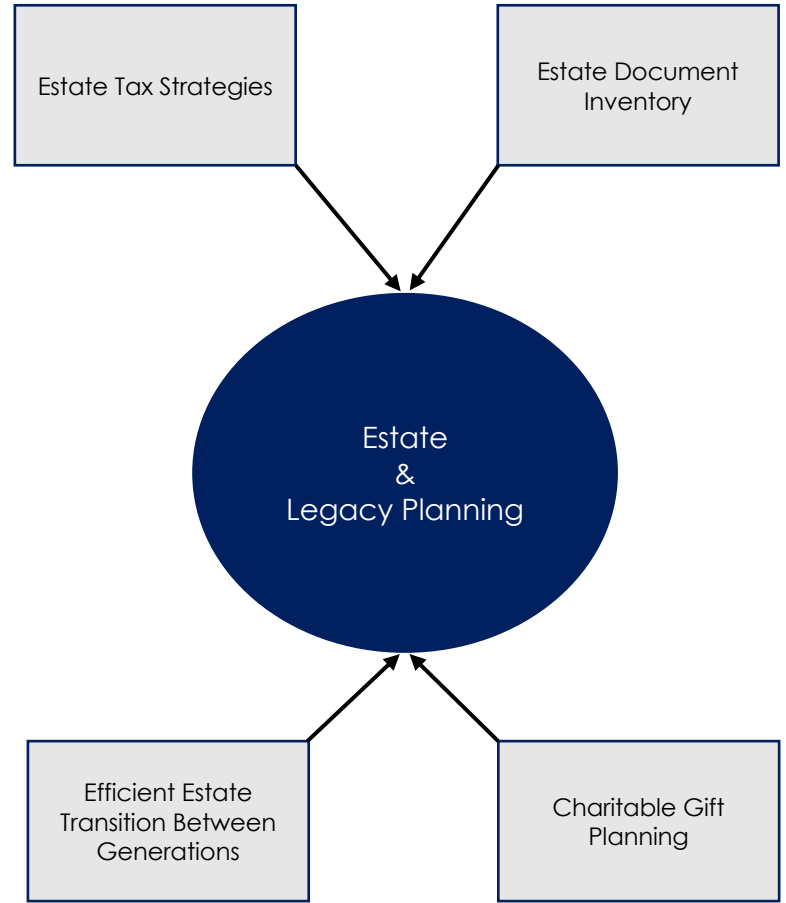 Estate Tax Strategies
Estate Document
Inventory
Estate
&
Legacy Planning
Efficient Estate
Transition Between
Generations
Charitable Gift
Planning